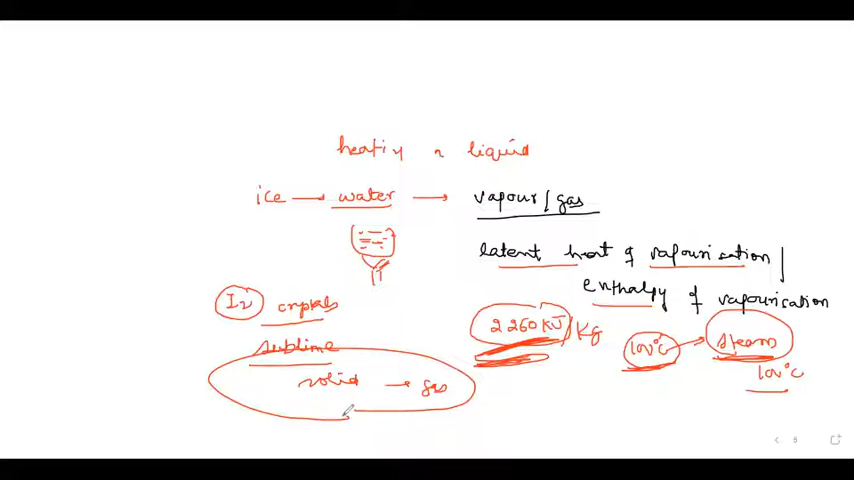 heating a liquid
ice → water → vapour / gas
latent heat of vapourisation |
enthalpy of vapourisation
I2 crystals
sublime
solid → gas
2260 KJ / Kg
100°C → steam
100°C
8